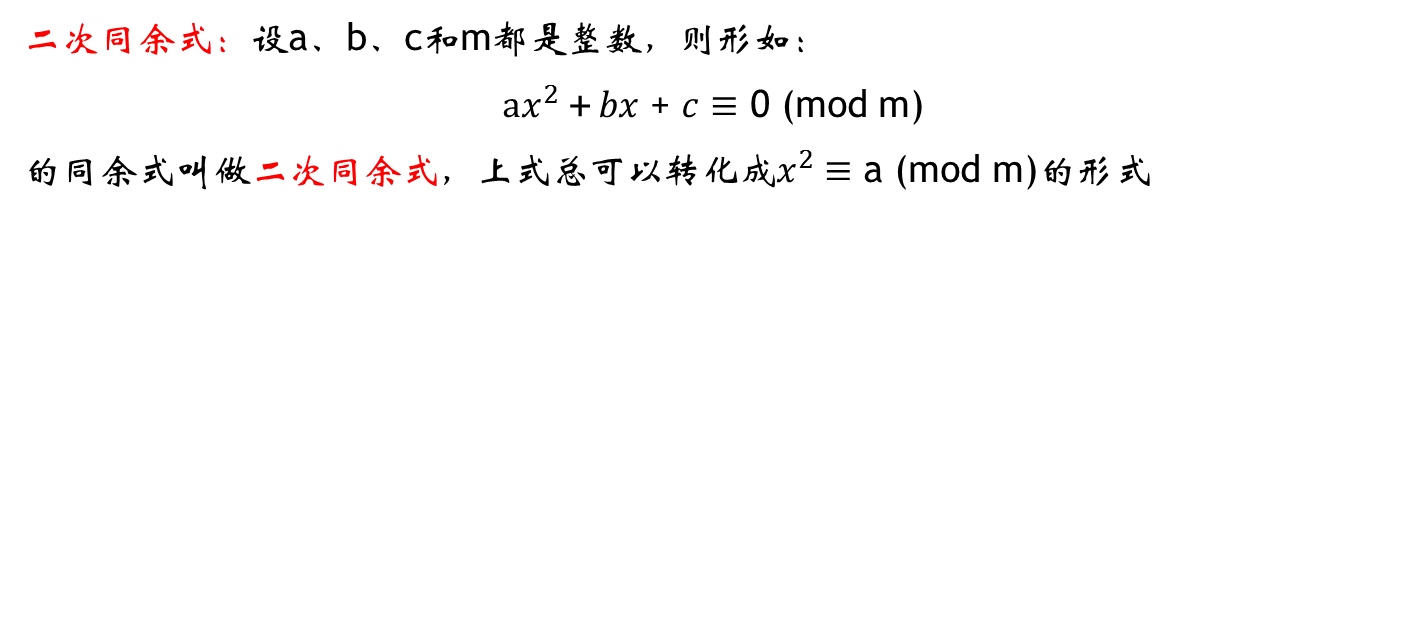 二次同余式：设a、b、c和m都是整数，则形如：
ax² + bx + c ≡ 0 (mod m)
的同余式叫做二次同余式，上式总可以转化成x² ≡ a (mod m)的形式